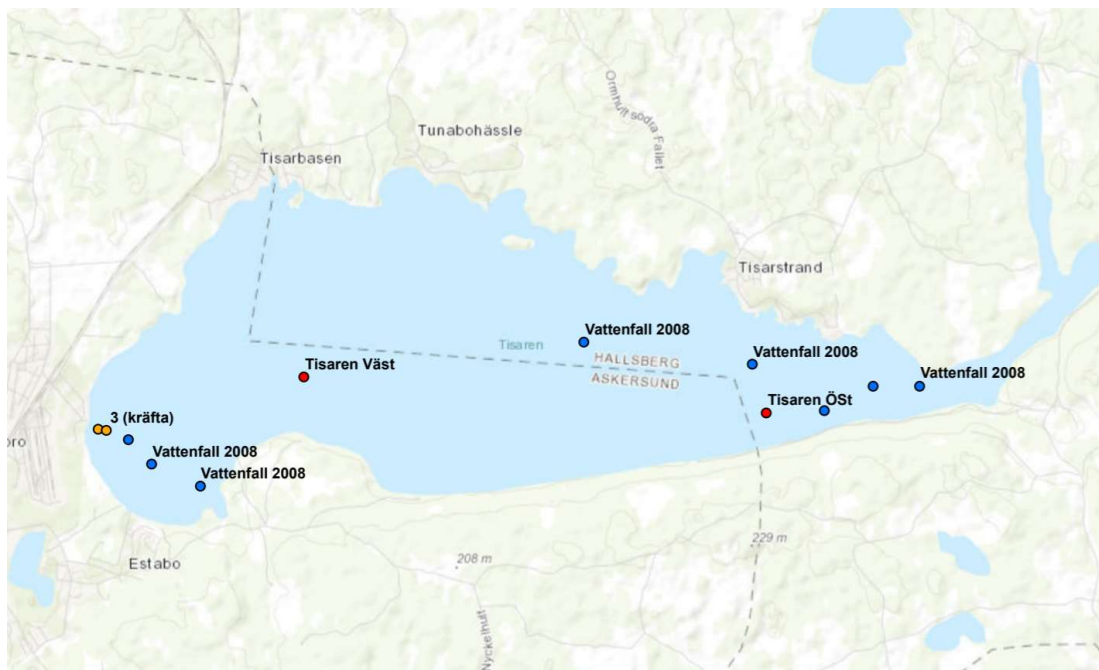 Ormhult södra Fallet
Tunabohässle
Tisarbasen
Tisarstrand
Vattenfall 2008
Tisaren
HALLSBERG
Vattenfall 2008
Tisaren Väst
ASKERSUND
Vattenfall 2008
Tisaren ÖSt
3 (kräfta)
oro
Vattenfall 2008
Vattenfall 2008
229 m
Estabo
208 m
Nyckelhult